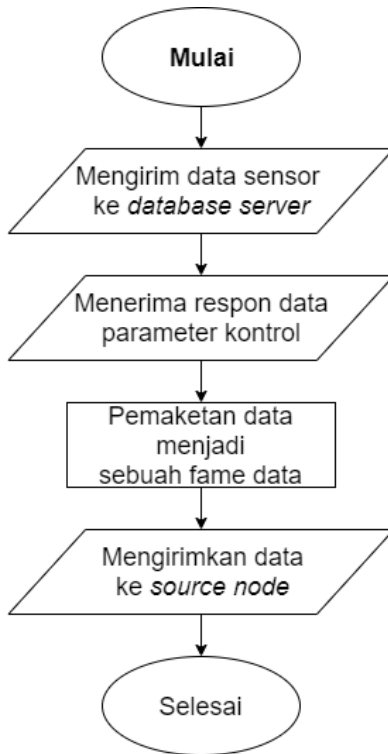 Mulai
Mengirim data sensor
ke database server
Menerima respon data
parameter kontrol
Pemaketan data
menjadi
sebuah fame data
Mengirimkan data
ke source node
Selesai